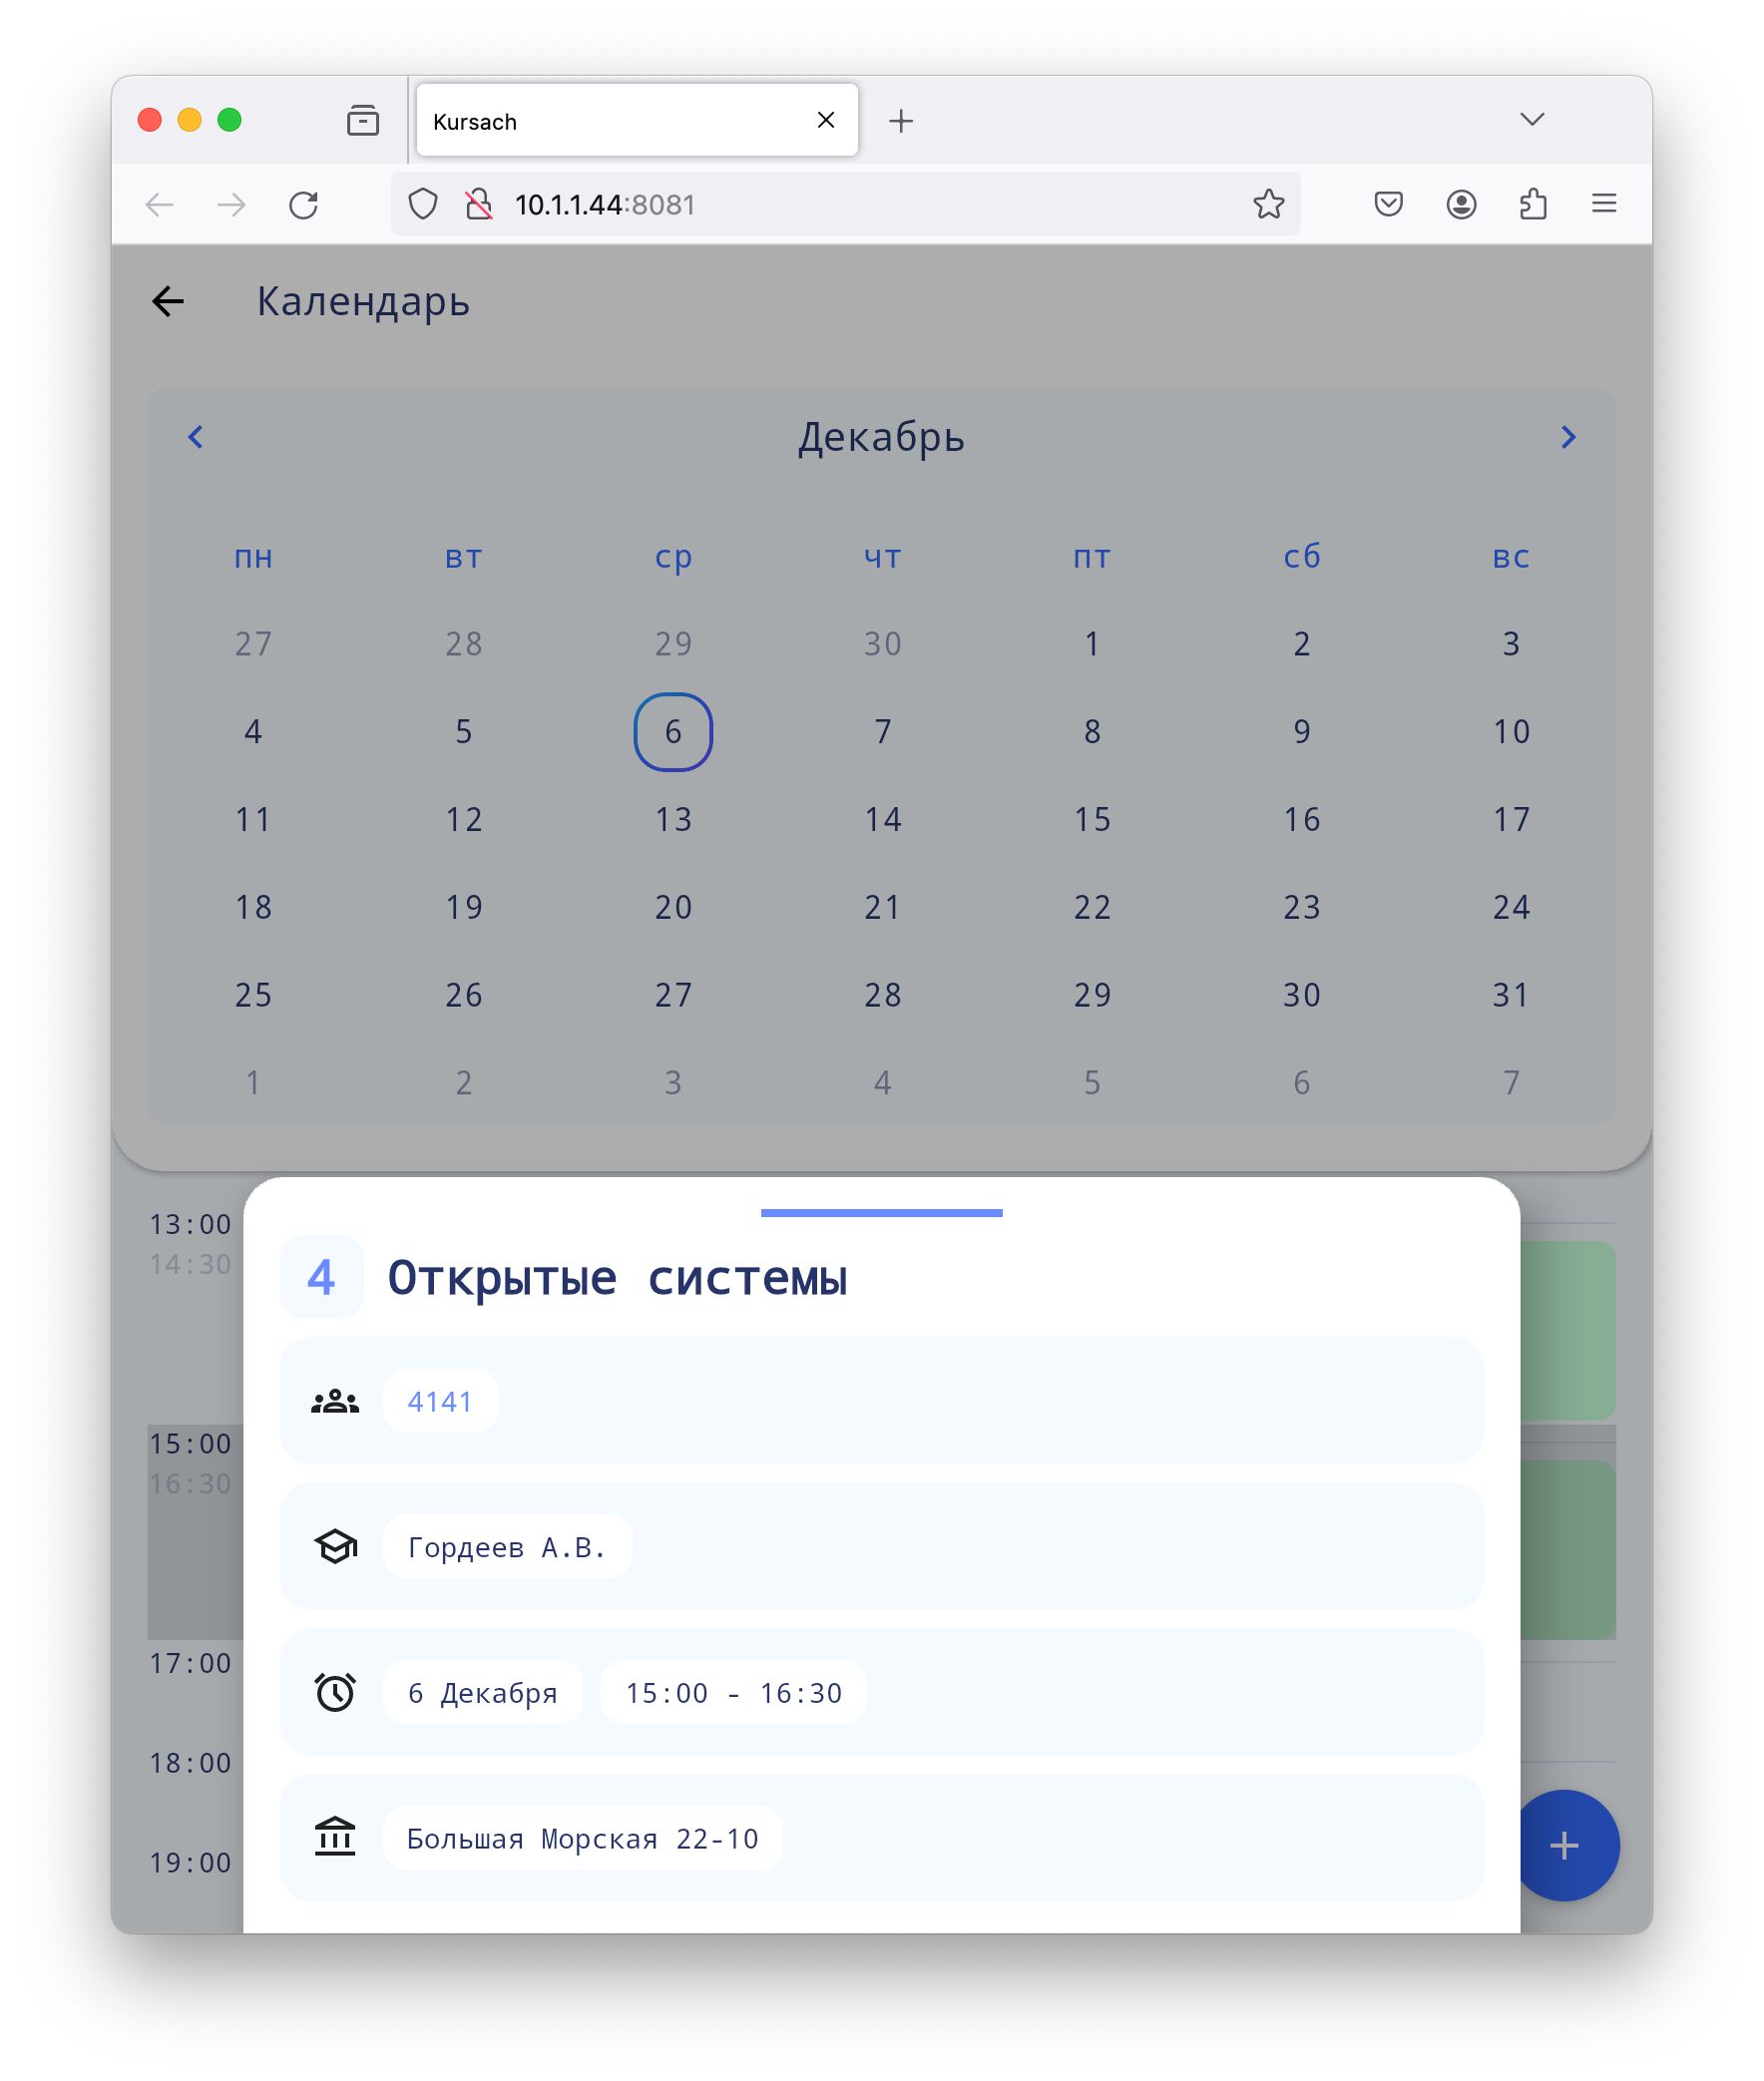 Kursach
10.1.1.44:8081
Календарь
Декабрь
пн вт ср чт пт сб вс
27 28 29 30 1 2 3
4 5 6 7 8 9 10
11 12 13 14 15 16 17
18 19 20 21 22 23 24
25 26 27 28 29 30 31
1 2 3 4 5 6 7
13:00
14:30
4 Открытые системы
4141
15:00
16:30
Гордеев А.В.
17:00
6 Декабря 15:00 - 16:30
18:00
Большая Морская 22-10
19:00